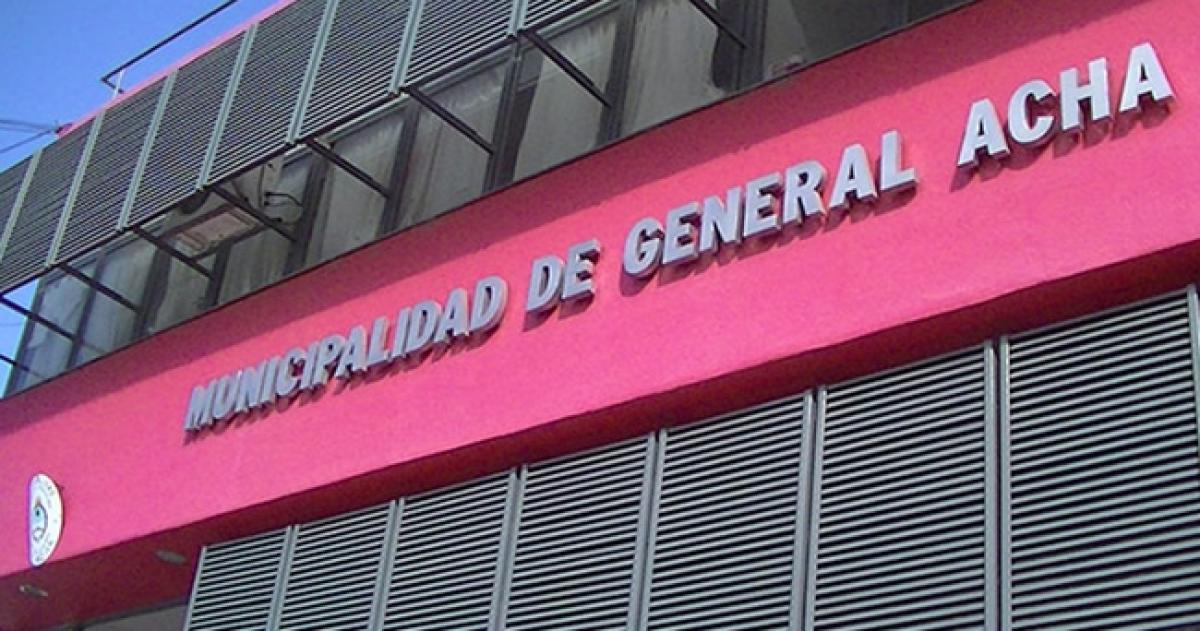 MUNICIPALIDAD DE GENERAL ACHA